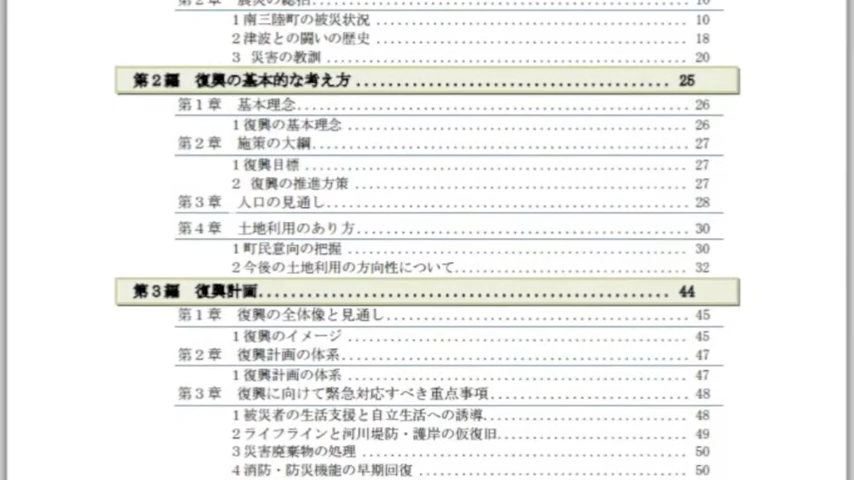 第２章 震災の総括........ 16
1 南三陸町の被災状況........ 10
2 津波との闘いの歴史........ 18
3 災害の教訓........ 20
第２編 復興の基本的な考え方........ 25
第１章 基本理念........ 26
1 復興の基本理念........ 26
第２章 施策の大綱........ 27
1 復興目標........ 27
2 復興の推進方策........ 27
第３章 人口の見通し........ 28
第４章 土地利用のあり方........ 30
1 町民意向の把握........ 30
2 今後の土地利用の方向性について........ 32
第３編 復興計画........ 44
第１章 復興の全体像と見通し........ 45
1 復興のイメージ........ 45
第２章 復興計画の体系........ 47
1 復興計画の体系........ 47
第３章 復興に向けて緊急対応すべき重点事項........ 48
1 被災者の生活支援と自立生活への誘導........ 48
2 ライフラインと河川堤防・護岸の仮復旧........ 49
3 災害廃棄物の処理........ 50
4 消防・防災機能の早期回復........ 50